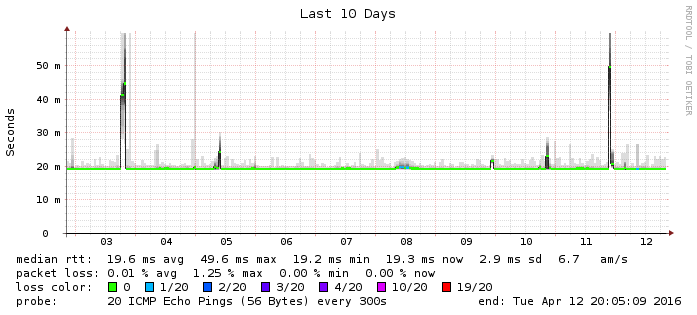 Last 10 Days
RRDTOOL / TOBI OETIKER
Seconds
50 m
40 m
30 m
20 m
10 m
0
03 04 05 06 07 08 09 10 11 12
median rtt: 19.6 ms avg 49.6 ms max 19.2 ms min 19.3 ms now 2.9 ms sd 6.7 am/s
packet loss: 0.01 % avg 1.25 % max 0.00 % min 0.00 % now
loss color: 0 1/20 2/20 3/20 4/20 10/20 19/20
probe: 20 ICMP Echo Pings (56 Bytes) every 300s end: Tue Apr 12 20:05:09 2016